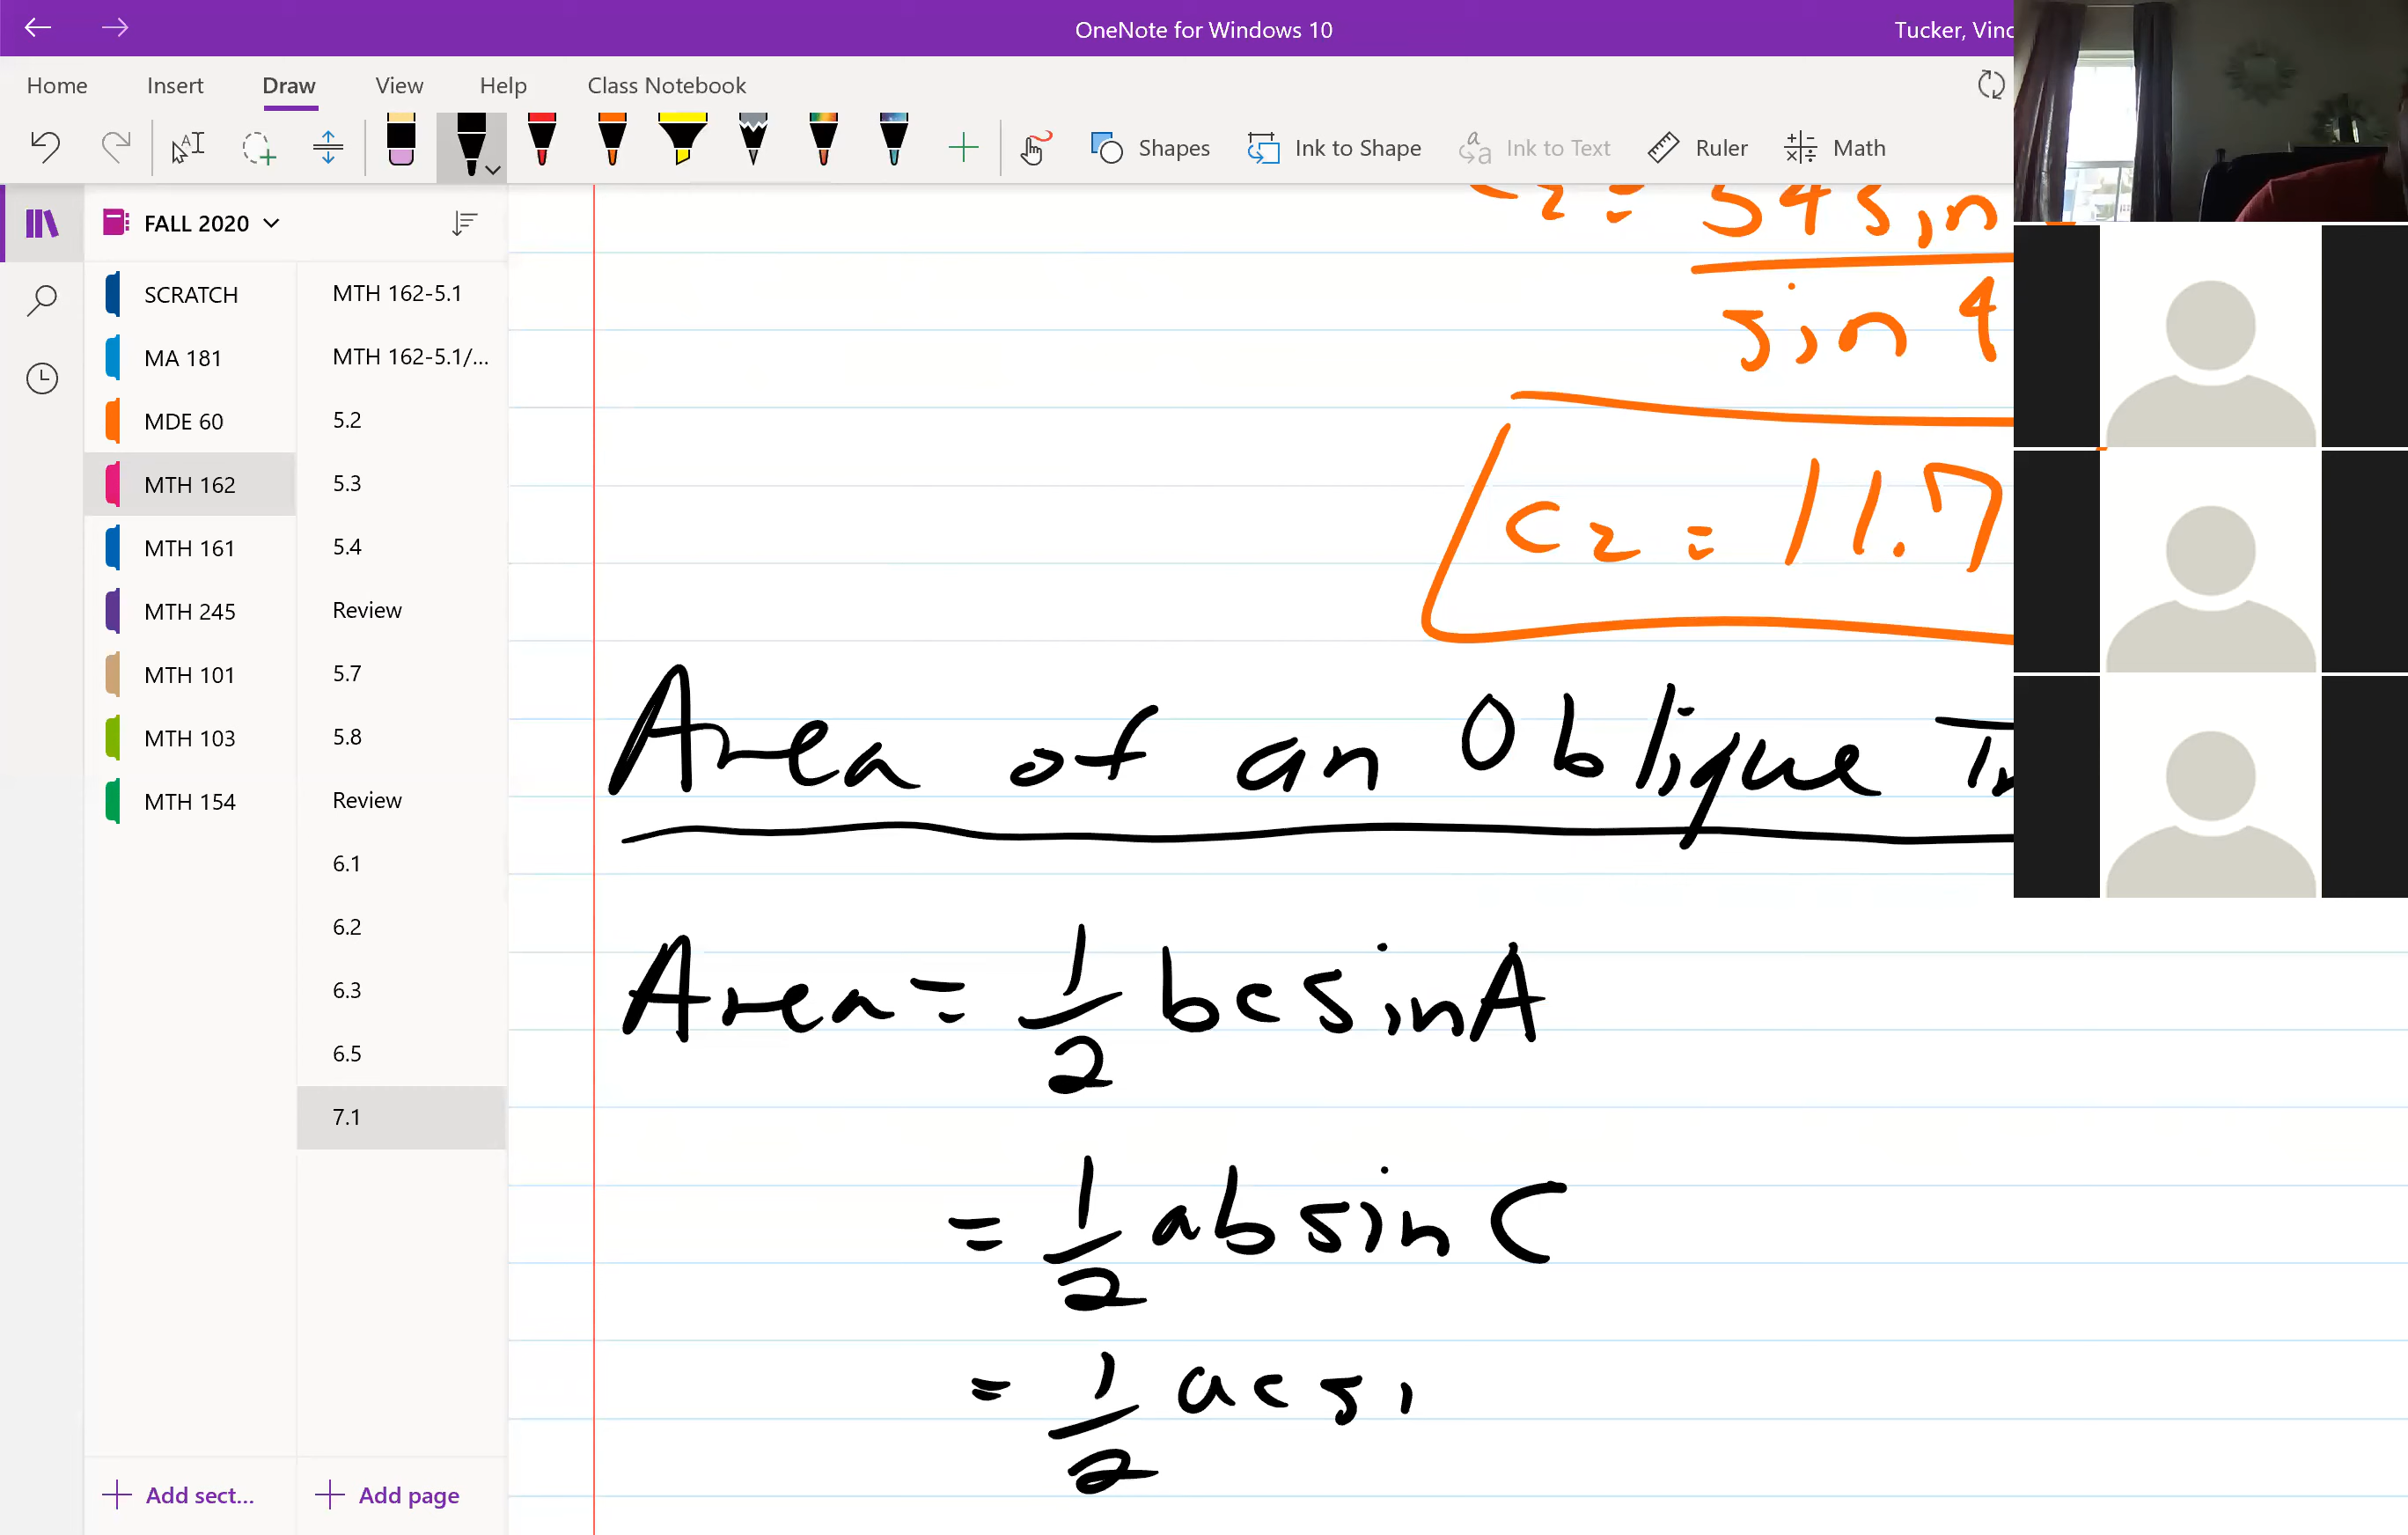 OneNote for Windows 10
Tucker, Vinc
Home Insert Draw View Help Class Notebook
Shapes Ink to Shape Ink to Text Ruler Math
FALL 2020
SCRATCH
MA 181
MDE 60
MTH 162
MTH 161
MTH 245
MTH 101
MTH 103
MTH 154
Add sect...
MTH 162-5.1
MTH 162-5.1/...
5.2
5.3
5.4
Review
5.7
5.8
Review
6.1
6.2
6.3
6.5
7.1
Add page
c2 = 54 sin
sin 4
c2 = 11.7
Area of an Oblique Tr
Area = 1/2 bc sin A
= 1/2 ab sin C
= 1/2 ac si